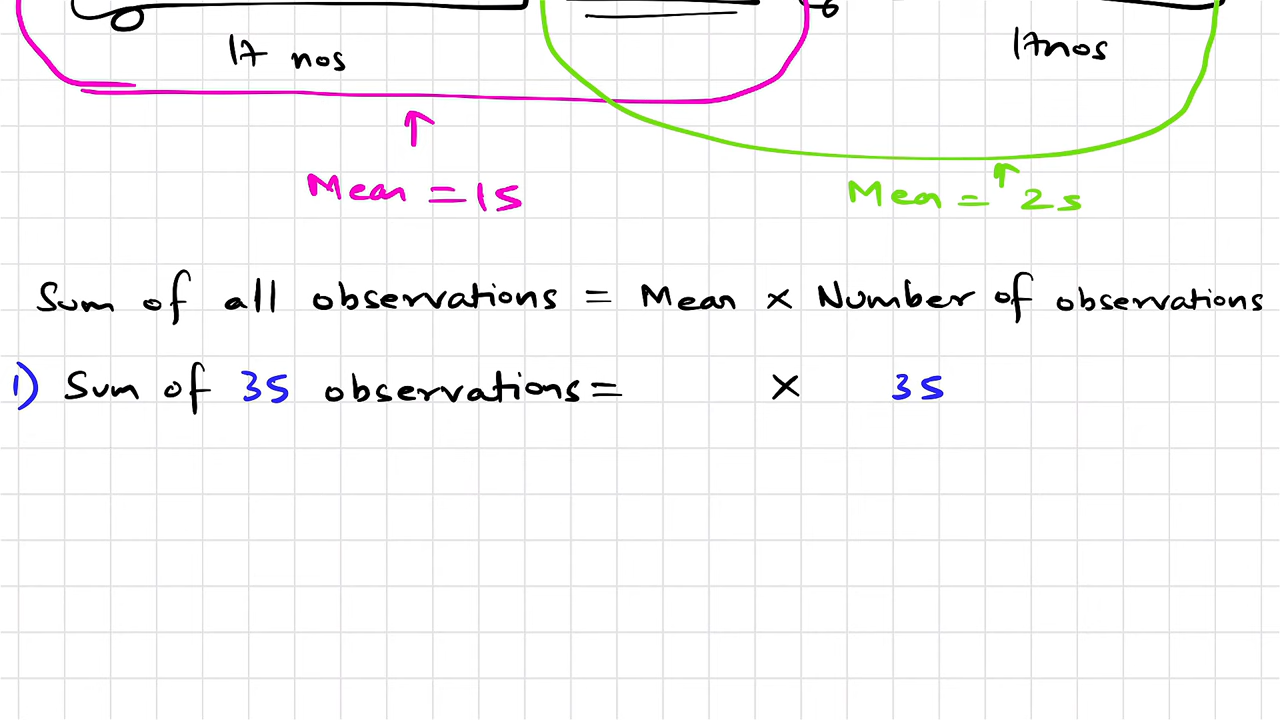 17 nos
17nos
Mean = 15
Mean = 25
Sum of all observations = Mean × Number of observations
1) Sum of 35 observations = × 35